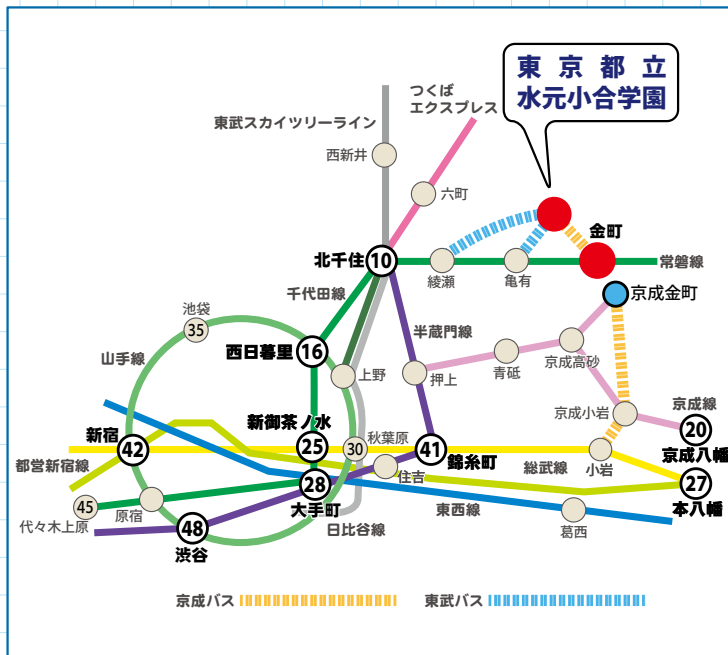 東京都立
水元小合学園
つくば
エクスプレス
東武スカイツリーライン
西新井
六町
金町
北千住
10
綾瀬
亀有
常磐線
千代田線
京成金町
池袋
35
半蔵門線
山手線
西日暮里
16
上野
押上
青砥
京成高砂
京成小岩
京成線
20
京成八幡
新宿
42
新御茶ノ水
25
秋葉原
30
41
錦糸町
総武線
小岩
都営新宿線
住吉
27
本八幡
28
大手町
45
代々木上原
原宿
48
渋谷
日比谷線
東西線
葛西
京成バス
東武バス